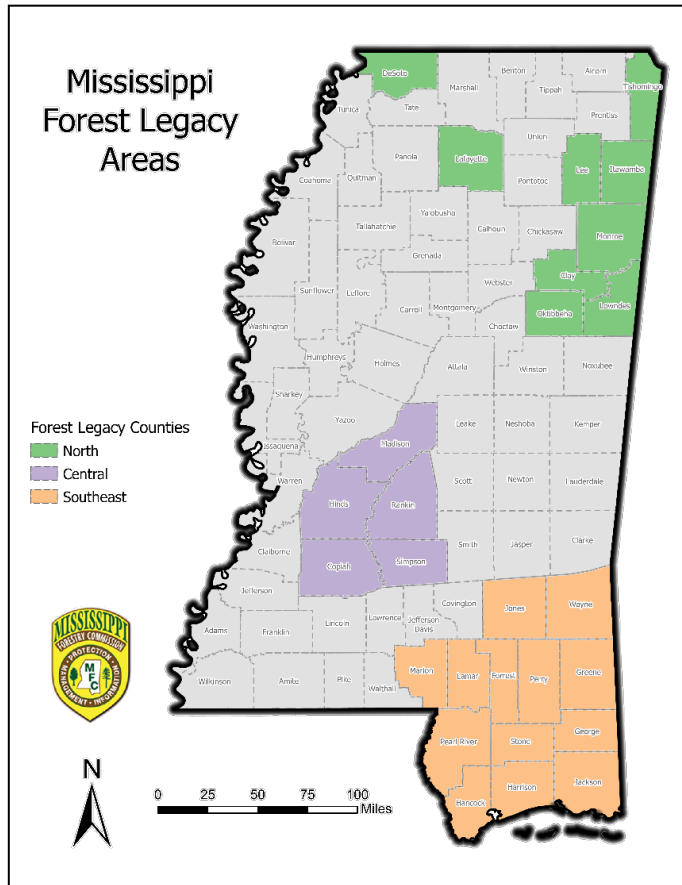 Mississippi
Forest Legacy
Areas
DeSoto
Benton
Alcorn
Tishomingo
Marshall
Tippah
Tunica
Tate
Prentiss
Union
Panola
Lafayette
Lee
Itawamba
Coahoma
Quitman
Pontotoc
Yalobusha
Tallahatchie
Calhoun
Chickasaw
Monroe
Bolivar
Grenada
Clay
Sunflower
Leflore
Webster
Carroll
Montgomery
Lowndes
Oktibbeha
Washington
Choctaw
Humphreys
Holmes
Attala
Winston
Noxubee
Sharkey
Yazoo
Leake
Neshoba
Kemper
Forest Legacy Counties
North
Central
Southeast
Issaquena
Madison
Warren
Scott
Newton
Lauderdale
Hinds
Rankin
Claiborne
Smith
Jasper
Clarke
Copiah
Simpson
Jefferson
Covington
Jones
Wayne
Lincoln
Lawrence
Jefferson
Davis
Adams
Franklin
Marion
Lamar
Forrest
Perry
Greene
Wilkinson
Amite
Pike
Walthall
George
Pearl River
Stone
Jackson
Harrison
Hancock
MISSISSIPPI
FORESTRY COMMISSION
PROTECTION
MANAGEMENT • INFORMATION
M
F C
N
0 25 50 75 100
Miles